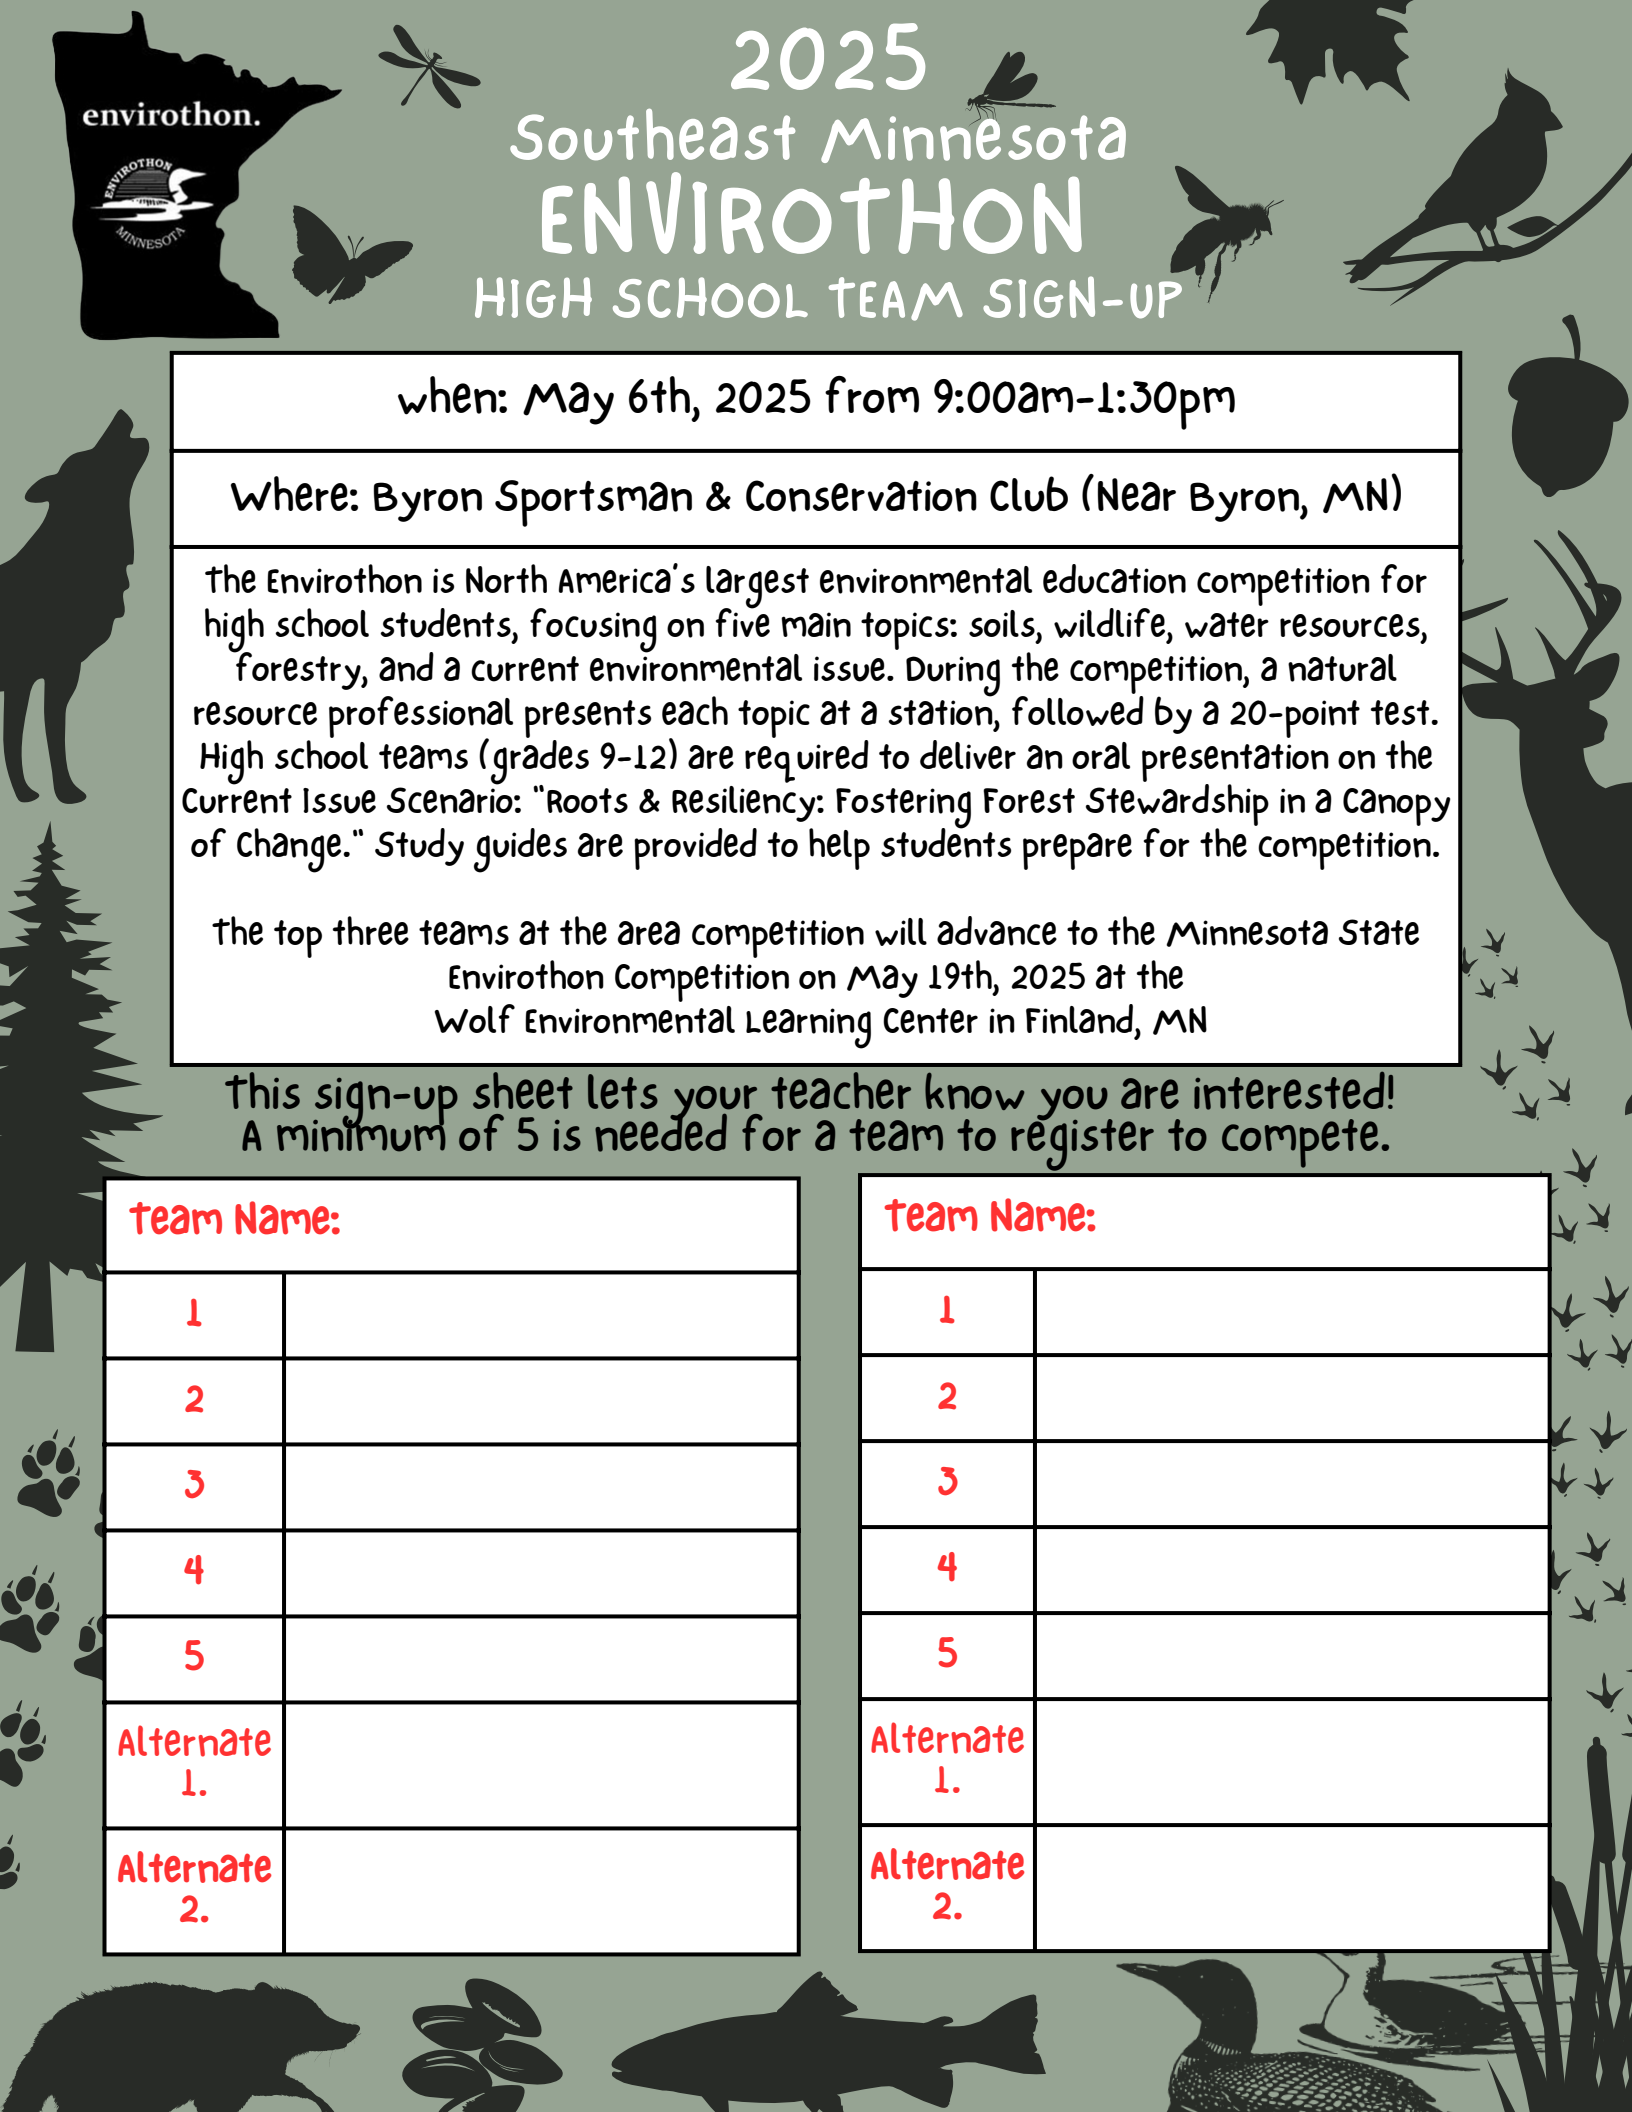 envirothon.
ENVIROTHON
MINNESOTA
2025
Southeast Minnesota
ENVIROTHON
HIGH SCHOOL TEAM SIGN-UP
when: May 6th, 2025 from 9:00am-1:30pm
Where: Byron Sportsman & Conservation Club (Near Byron, MN)
The Envirothon is North America's largest environmental education competition for
high school students, focusing on five main topics: soils, wildlife, water resources,
forestry, and a current environmental issue. During the competition, a natural
resource professional presents each topic at a station, followed by a 20-point test.
High school teams (grades 9-12) are required to deliver an oral presentation on the
Current Issue Scenario: "Roots & Resiliency: Fostering Forest Stewardship in a Canopy
of Change." Study guides are provided to help students prepare for the competition.
The top three teams at the area competition will advance to the Minnesota State
Envirothon Competition on May 19th, 2025 at the
Wolf Environmental Learning Center in Finland, MN
This sign-up sheet lets your teacher know you are interested!
A minimum of 5 is needed for a team to register to compete.
Team Name:
1
2
3
4
5
Alternate
1.
Alternate
2.
Team Name:
1
2
3
4
5
Alternate
1.
Alternate
2.